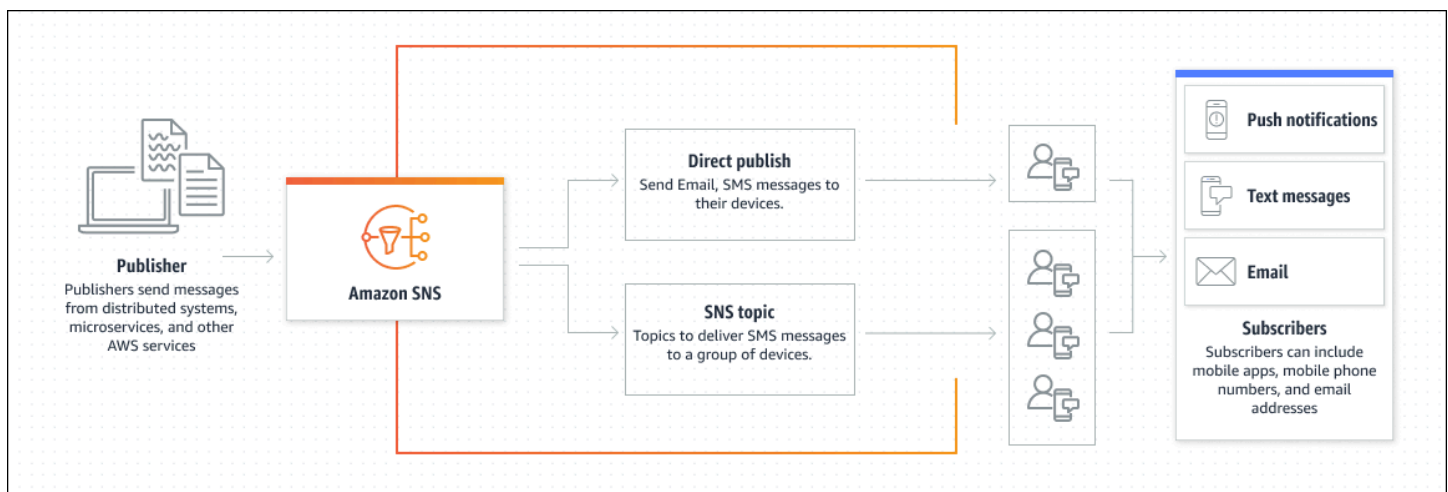 Publisher
Publishers send messages
from distributed systems,
microservices, and other
AWS services
Amazon SNS
Direct publish
Send Email, SMS messages to
their devices.
SNS topic
Topics to deliver SMS messages
to a group of devices.
Push notifications
Text messages
Email
Subscribers
Subscribers can include
mobile apps, mobile phone
numbers, and email
addresses